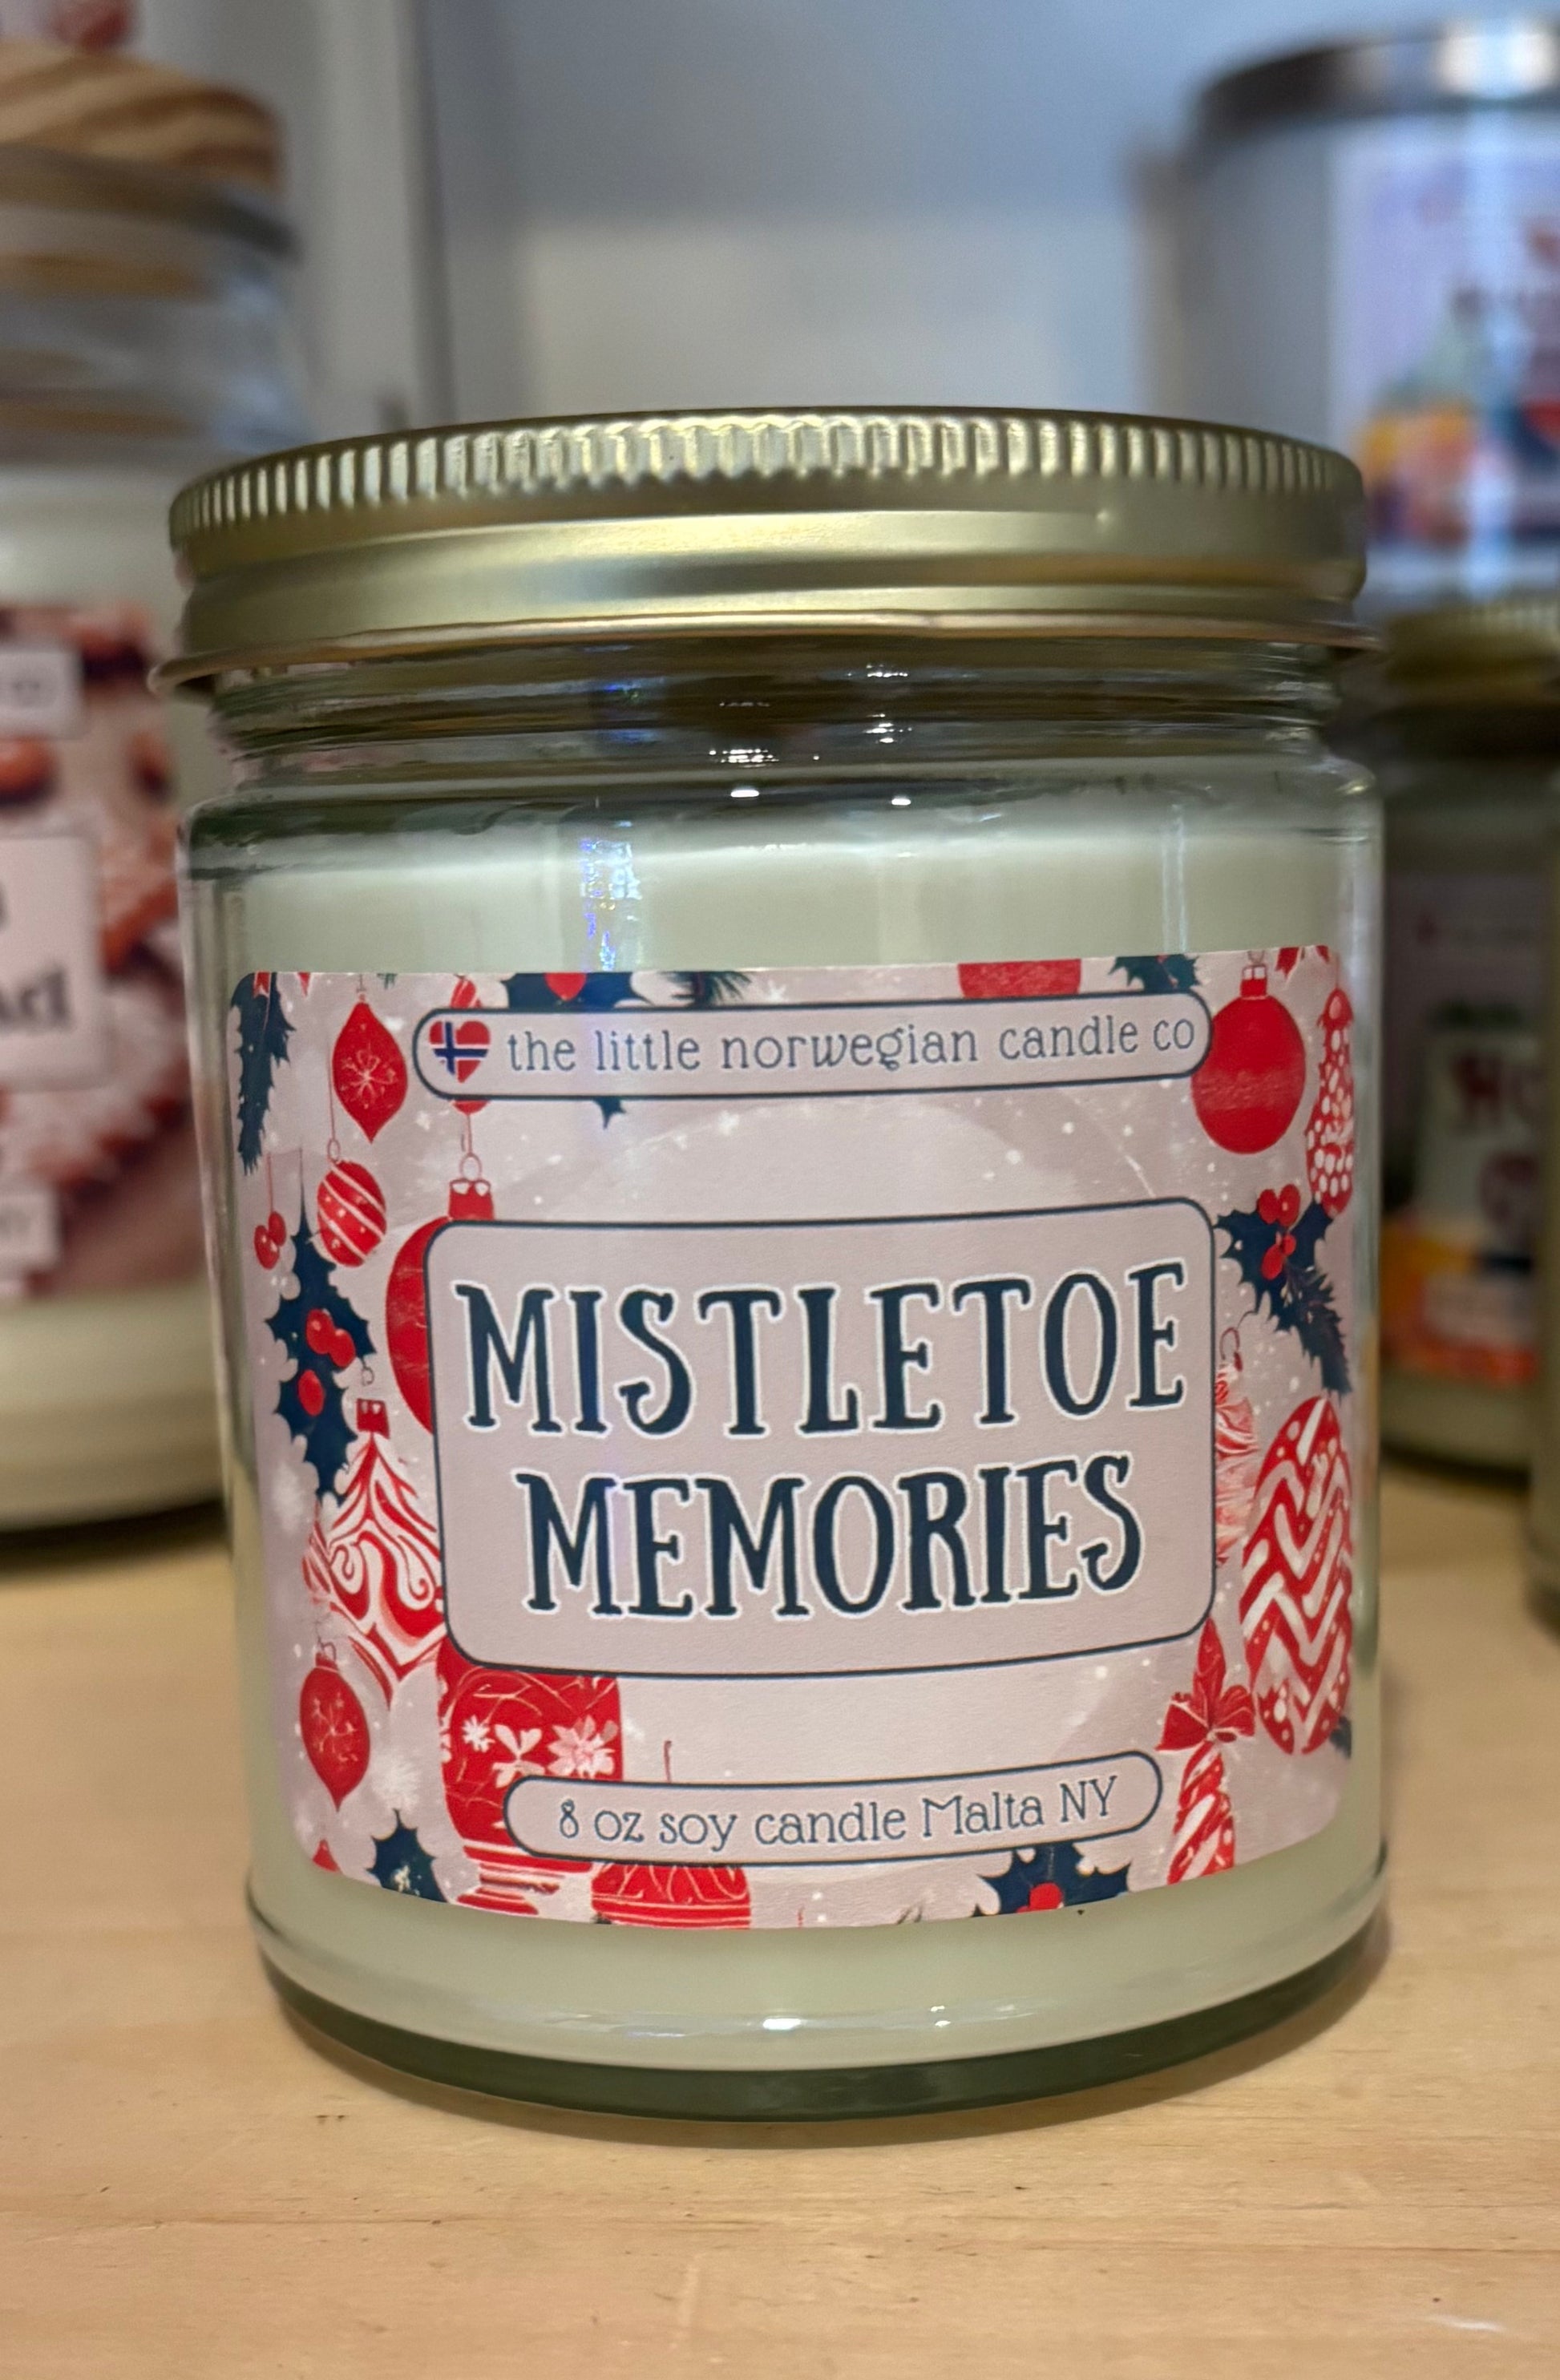 the little norwegian candle co
MISTLETOE
MEMORIES
8 oz soy candle Malta NY